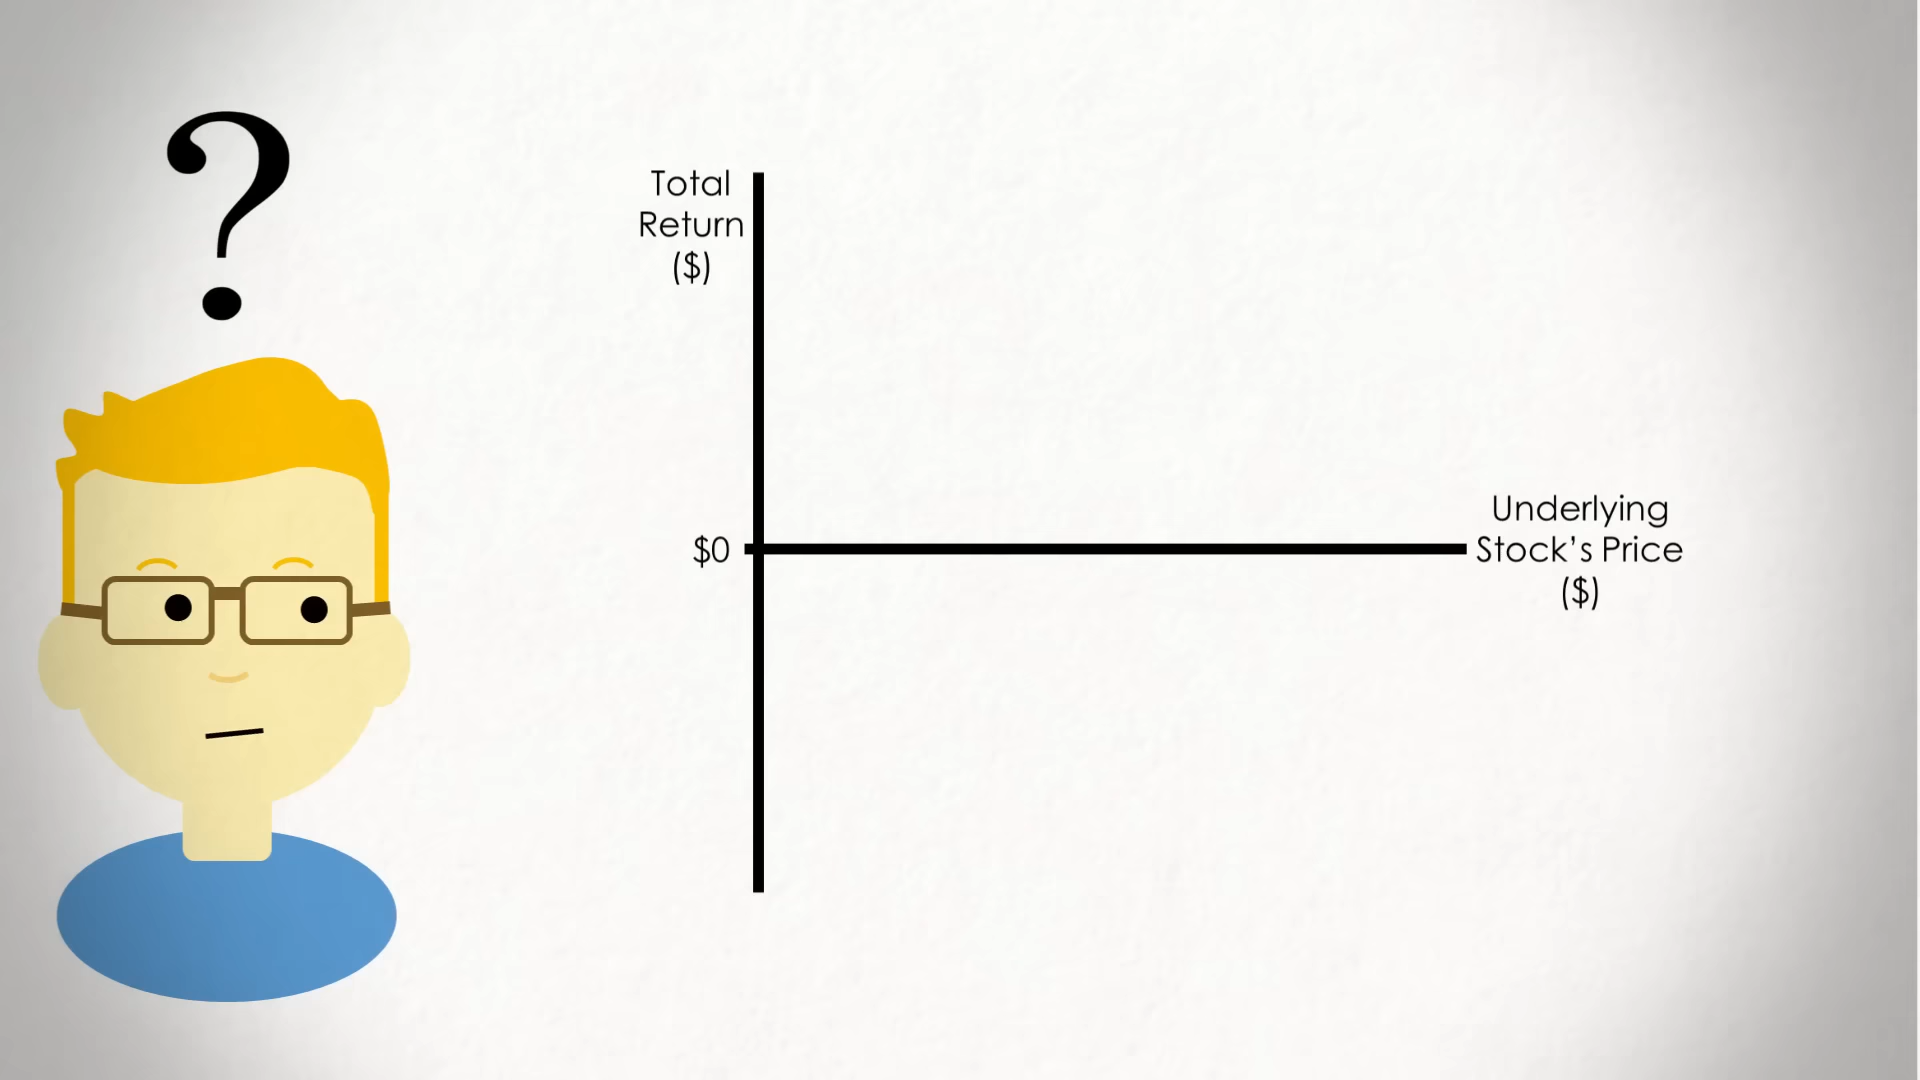 ?
Total
Return
($)
$0
Underlying
Stock’s Price
($)